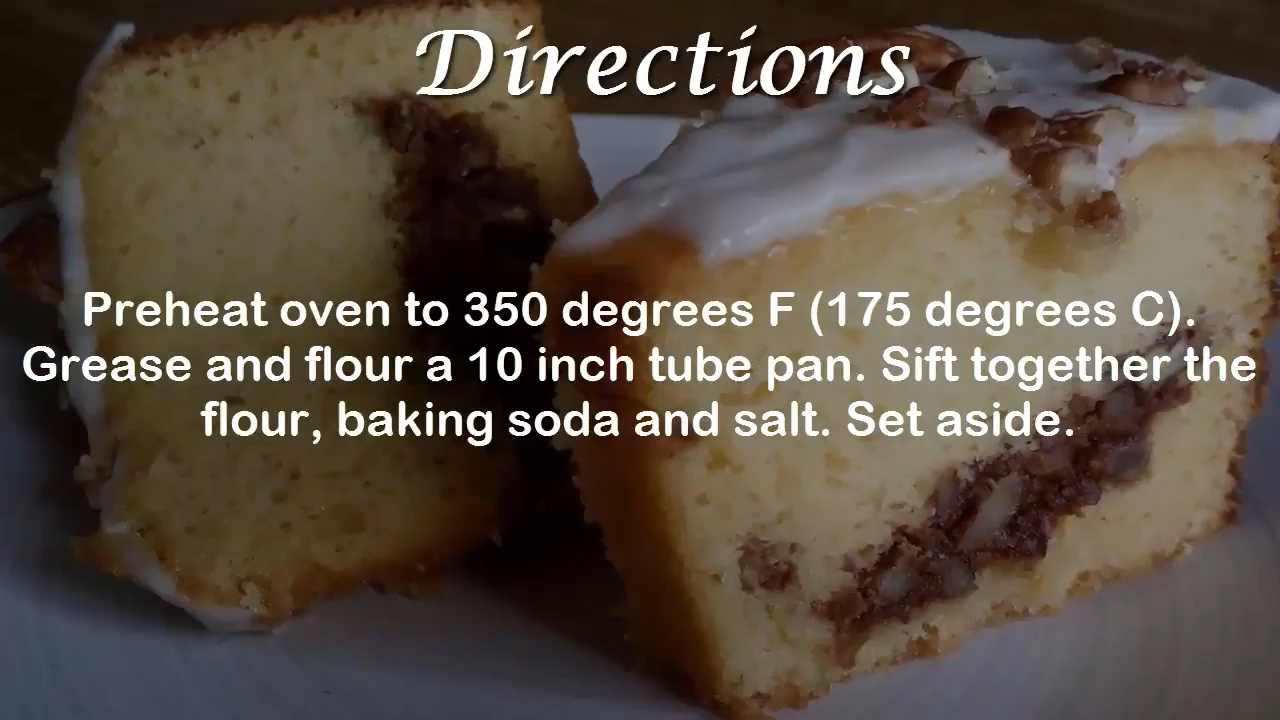 Directions
Preheat oven to 350 degrees F (175 degrees C).
Grease and flour a 10 inch tube pan. Sift together the
flour, baking soda and salt. Set aside.